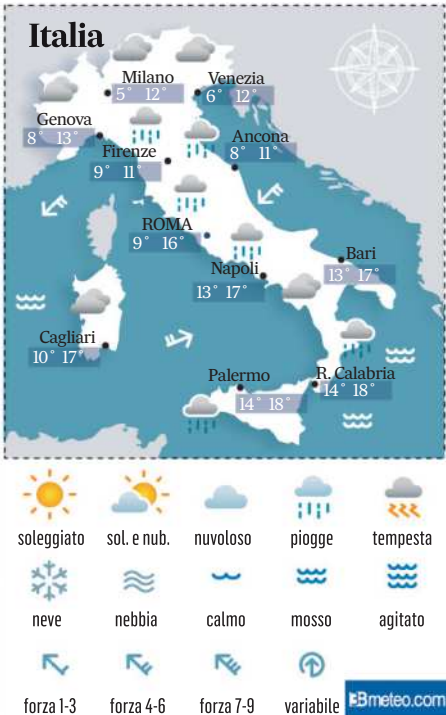 Italia
Milano
5° 12°
Venezia
6° 12°
Genova
8° 13°
Firenze
9° 11°
Ancona
8° 11°
ROMA
9° 16°
Napoli
13° 17°
Bari
13° 17°
Cagliari
10° 17°
Palermo
14° 18°
R. Calabria
14° 18°
soleggiato sol. e nub. nuvoloso piogge tempesta
neve nebbia calmo mosso agitato
forza 1-3 forza 4-6 forza 7-9 variabile
3Bmeteo.com